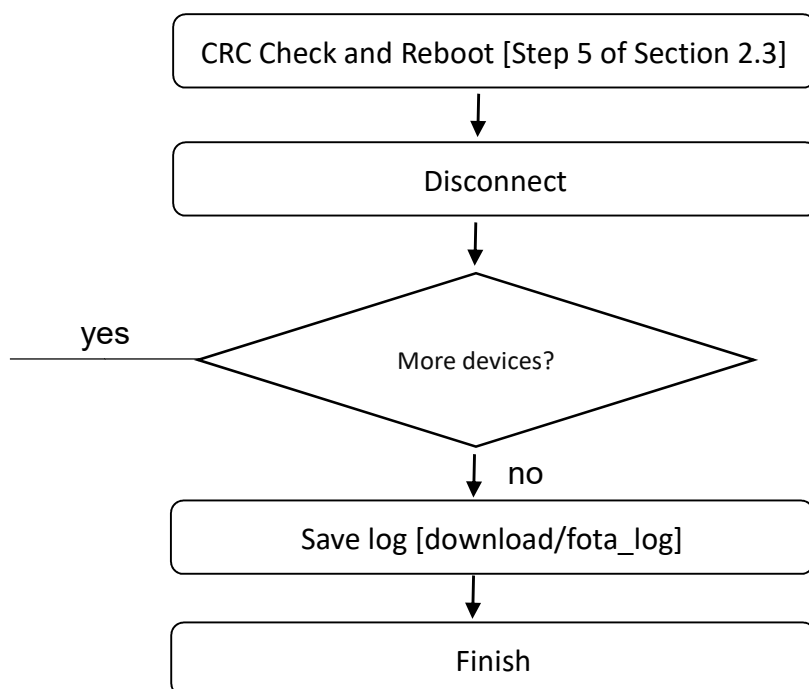 CRC Check and Reboot [Step 5 of Section 2.3]
Disconnect
yes
More devices?
no
Save log [download/fota_log]
Finish